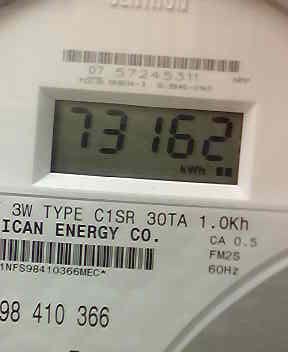 CENTRON
07 57245311
73162
kWh
3W TYPE C1SR 30TA 1.0Kh
ICAN ENERGY CO.
CA 0.5
FM2S
60Hz
1NFS98410366MEC*
98 410 366